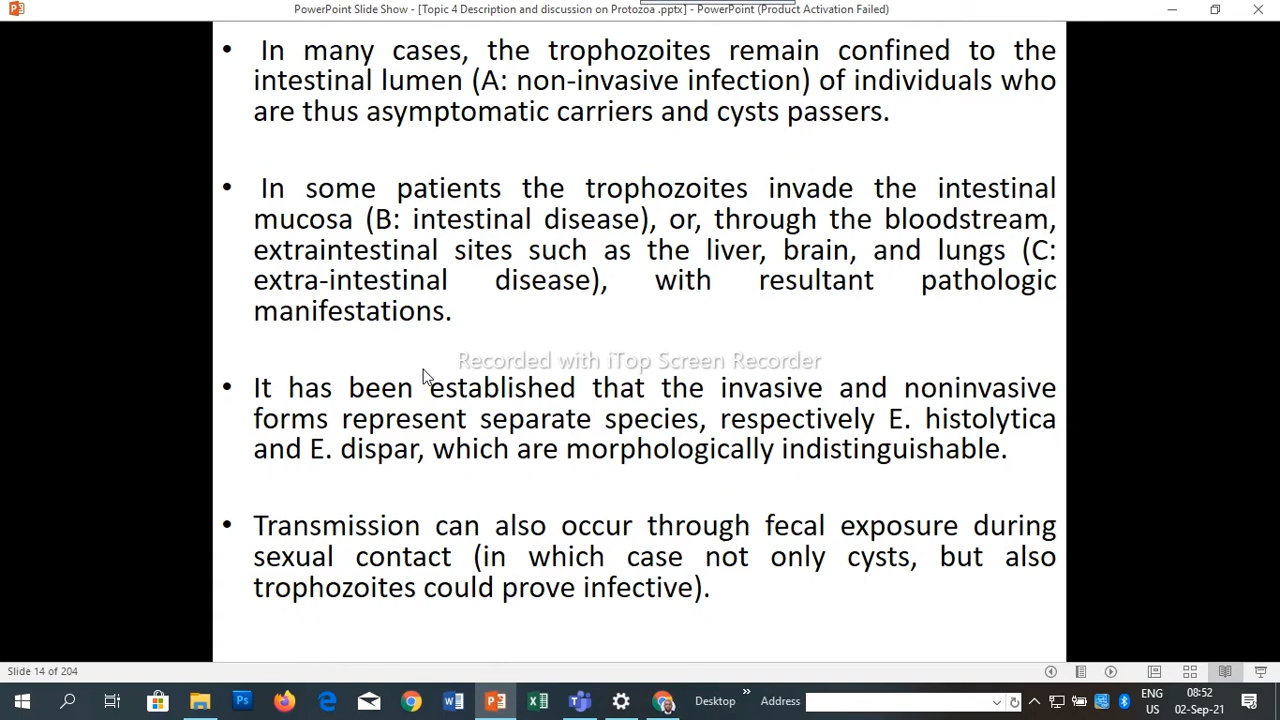 PowerPoint Slide Show - [Topic 4 Description and discussion on Protozoa .pptx] - PowerPoint (Product Activation Failed)
• In many cases, the trophozoites remain confined to the
intestinal lumen (A: non-invasive infection) of individuals who
are thus asymptomatic carriers and cysts passers.
• In some patients the trophozoites invade the intestinal
mucosa (B: intestinal disease), or, through the bloodstream,
extraintestinal sites such as the liver, brain, and lungs (C:
extra-intestinal disease), with resultant pathologic
manifestations.
Recorded with iTop Screen Recorder
• It has been established that the invasive and noninvasive
forms represent separate species, respectively E. histolytica
and E. dispar, which are morphologically indistinguishable.
• Transmission can also occur through fecal exposure during
sexual contact (in which case not only cysts, but also
trophozoites could prove infective).
Slide 14 of 204
Desktop » Address ENG 08:52
US 02-Sep-21